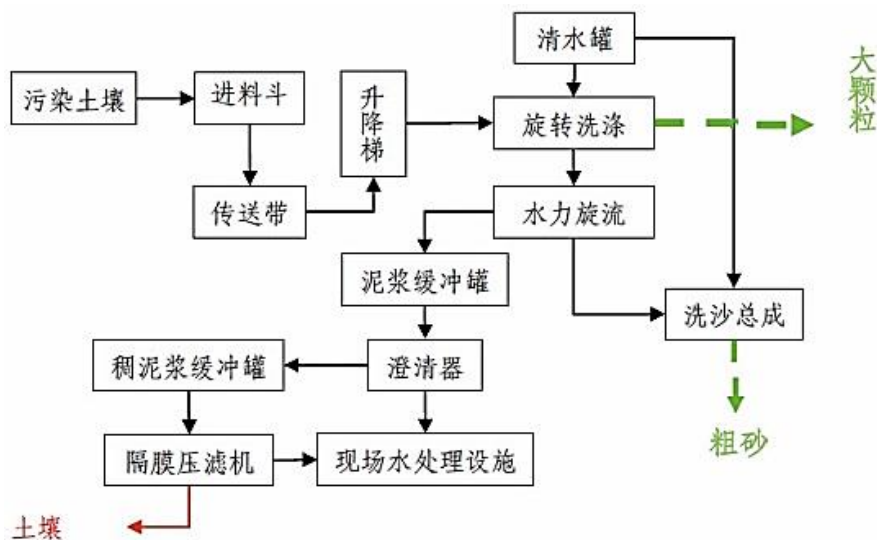 清水罐
大颗粒
污染土壤
进料斗
升降梯
旋转洗涤
传送带
水力旋流
泥浆缓冲罐
洗沙总成
稠泥浆缓冲罐
澄清器
粗砂
隔膜压滤机
现场水处理设施
土壤